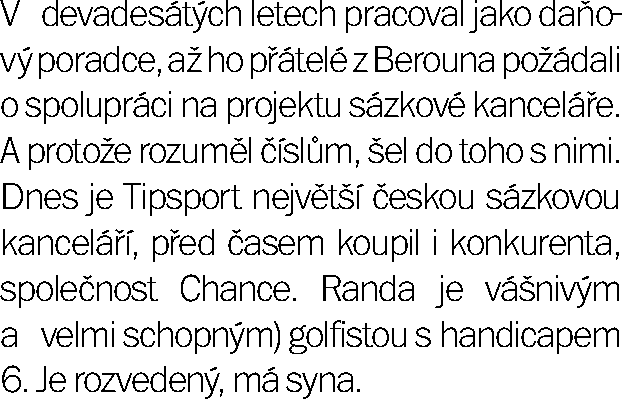 V devadesátých letech pracoval jako daňo-
vý poradce, až ho přátelé z Berouna požádali
o spolupráci na projektu sázkové kanceláře.
A protože rozuměl číslům, šel do toho s nimi.
Dnes je Tipsport největší českou sázkovou
kanceláří, před časem koupil i konkurenta,
společnost Chance. Randa je vášnivým
a velmi schopným) golfistou s handicapem
6. Je rozvedený, má syna.